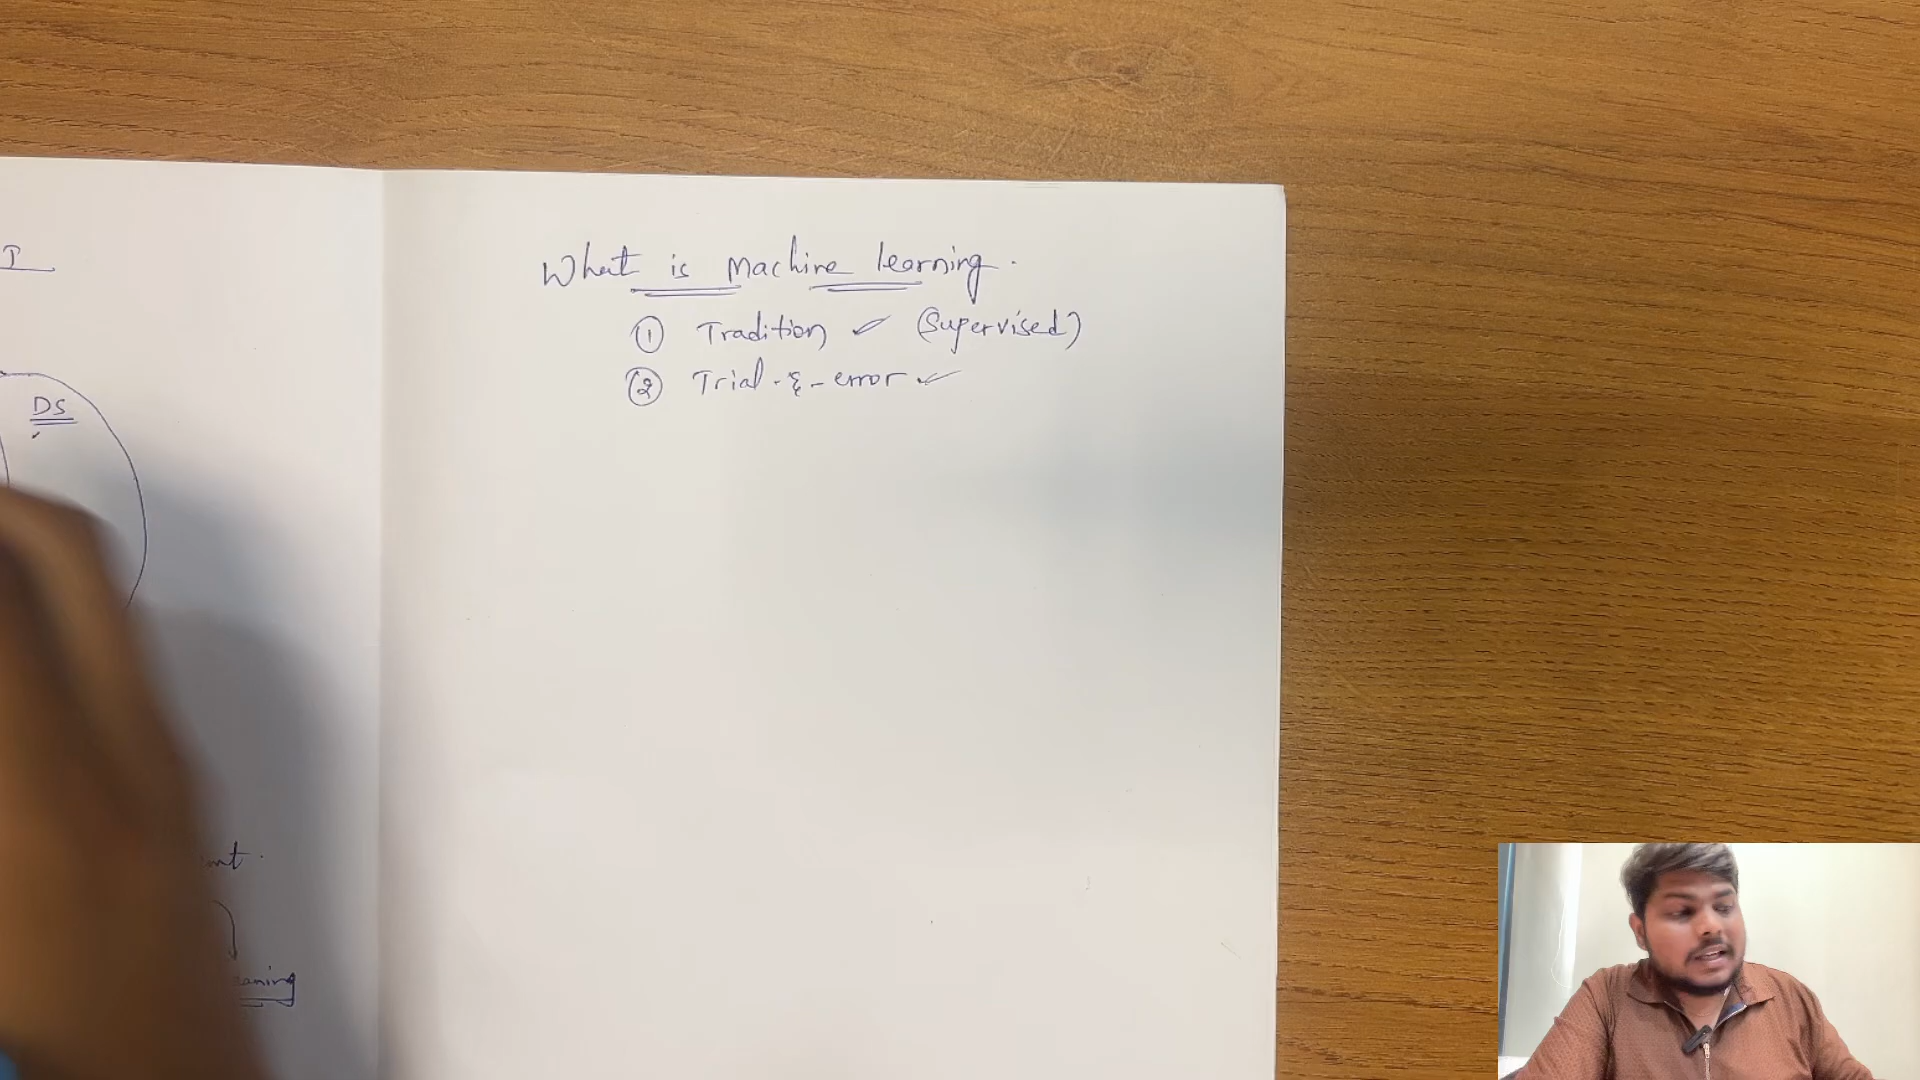 I
DS
What is Machine learning.
① Tradition ✓ (Supervised)
② Trial-&-error ✓